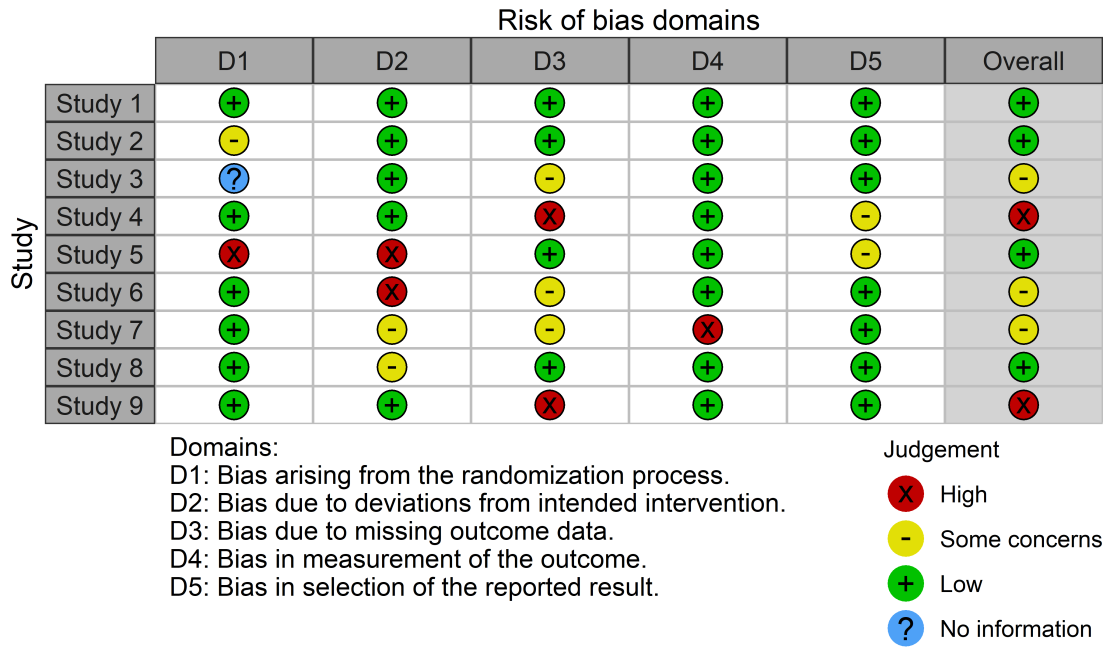 Risk of bias domains
D1 D2 D3 D4 D5 Overall
Study
Study 1 + + + + + +
Study 2 - + + + + +
Study 3 ? + - + + -
Study 4 + + X + - X
Study 5 X X + + - +
Study 6 + X - + + -
Study 7 + - - X + -
Study 8 + - + + + +
Study 9 + + X + + X
Domains:
D1: Bias arising from the randomization process.
D2: Bias due to deviations from intended intervention.
D3: Bias due to missing outcome data.
D4: Bias in measurement of the outcome.
D5: Bias in selection of the reported result.
Judgement
X High
- Some concerns
+ Low
? No information